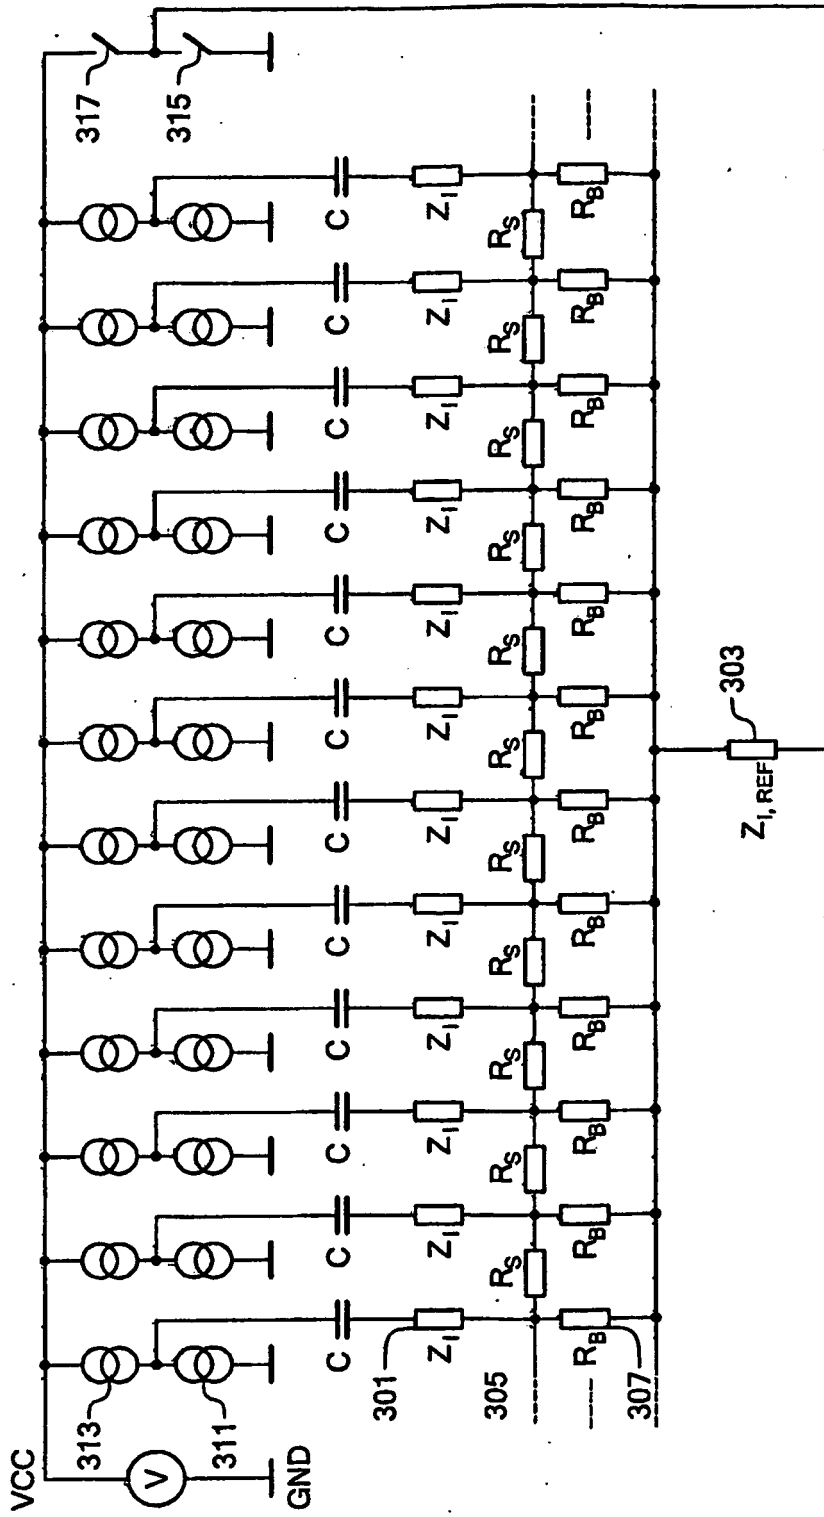 VCC
313
317
V
311
315
GND
C C C C C C C C C C C C
301
Z_I Z_I Z_I Z_I Z_I Z_I Z_I Z_I Z_I Z_I Z_I Z_I
305
R_S R_S R_S R_S R_S R_S R_S R_S R_S R_S R_S
R_B R_B R_B R_B R_B R_B R_B R_B R_B R_B R_B R_B
307
303
Z_I, REF